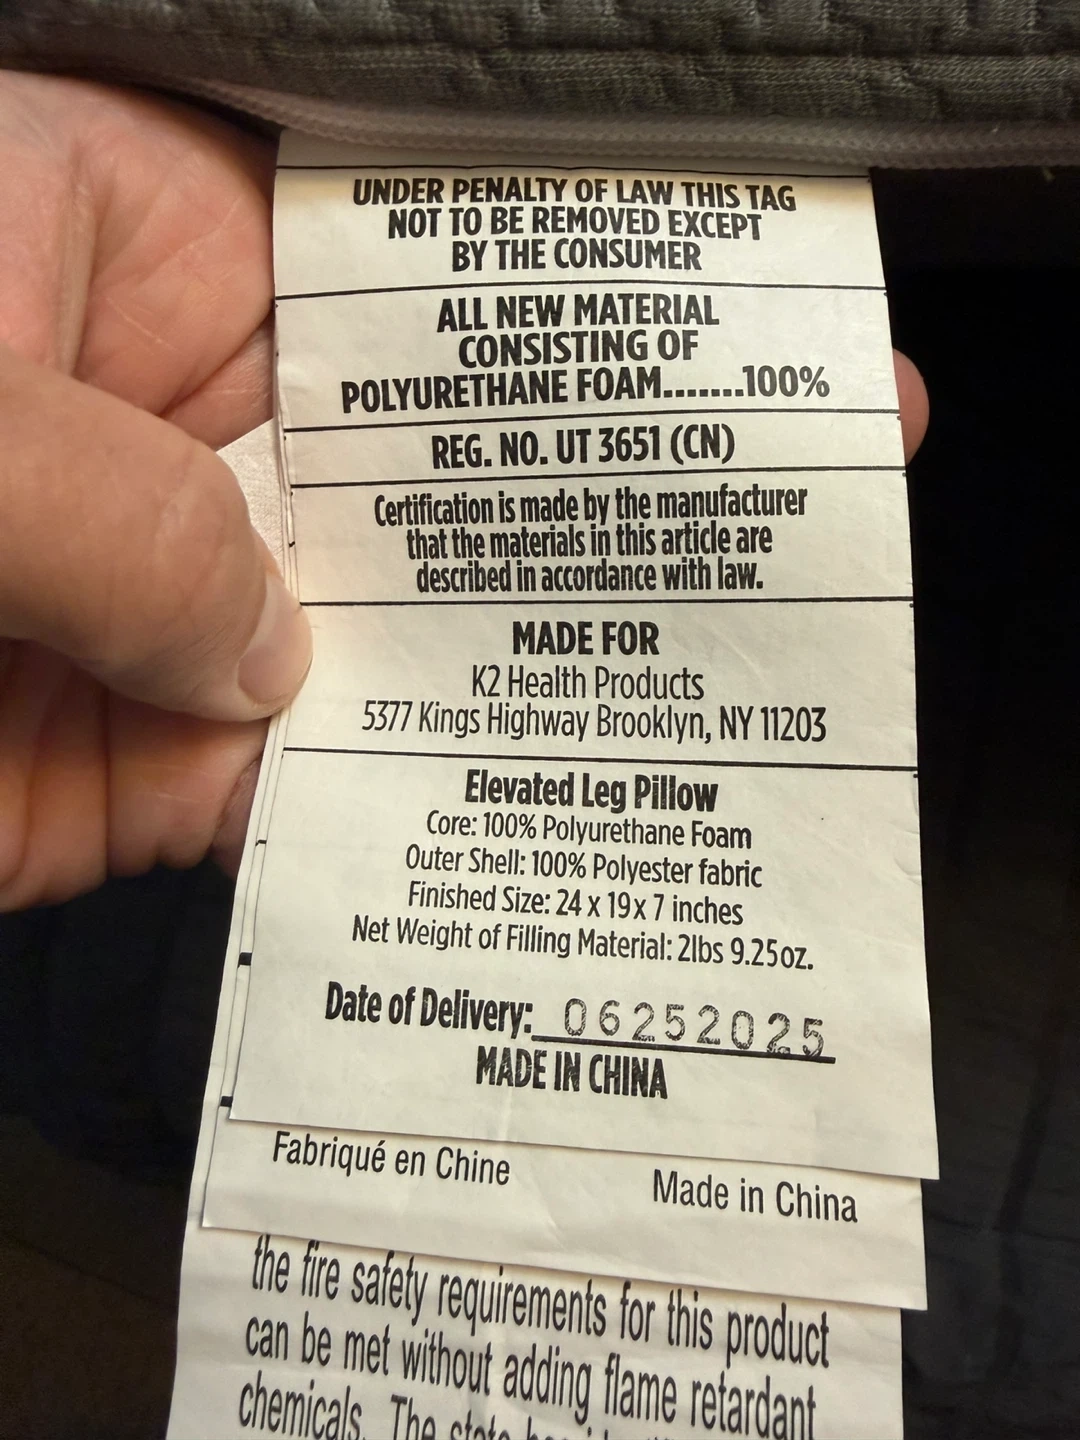 UNDER PENALTY OF LAW THIS TAG
NOT TO BE REMOVED EXCEPT
BY THE CONSUMER
ALL NEW MATERIAL
CONSISTING OF
POLYURETHANE FOAM.......100%
REG. NO. UT 3651 (CN)
Certification is made by the manufacturer
that the materials in this article are
described in accordance with law.
MADE FOR
K2 Health Products
5377 Kings Highway Brooklyn, NY 11203
Elevated Leg Pillow
Core: 100% Polyurethane Foam
Outer Shell: 100% Polyester fabric
Finished Size: 24 x 19 x 7 inches
Net Weight of Filling Material: 2lbs 9.25oz.
Date of Delivery: 06252025
MADE IN CHINA
Fabriqué en Chine Made in China
the fire safety requirements for this product
can be met without adding flame retardant
chemicals. The state